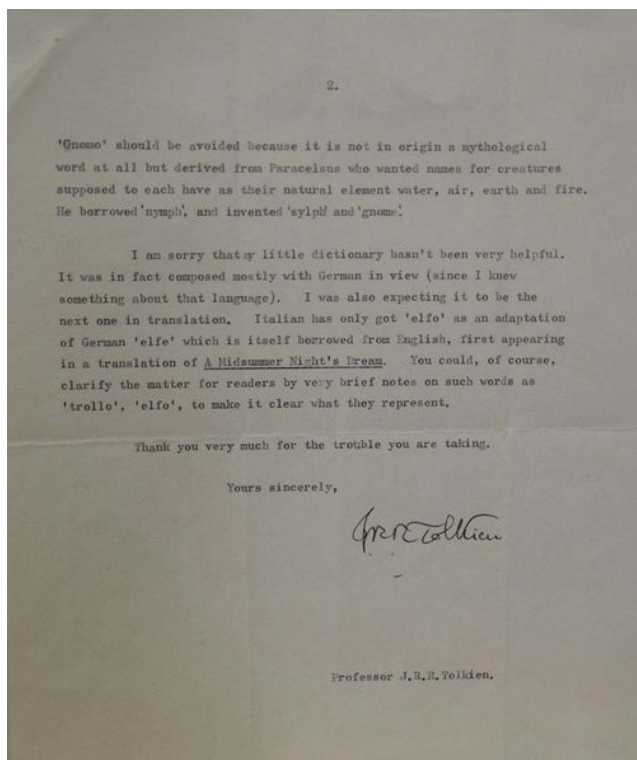 2.
'Gnomo' should be avoided because it is not in origin a mythological
word at all but derived from Paracelsus who wanted names for creatures
supposed to each have as their natural element water, air, earth and fire.
He borrowed 'nymph', and invented 'sylph' and 'gnome'.
I am sorry that my little dictionary hasn't been very helpful.
It was in fact composed mostly with German in view (since I knew
something about that language). I was also expecting it to be the
next one in translation. Italian has only got 'elfo' as an adaptation
of German 'elfe' which is itself borrowed from English, first appearing
in a translation of A Midsummer Night's Dream. You could, of course,
clarify the matter for readers by very brief notes on such words as
'trollo', 'elfo', to make it clear what they represent.
Thank you very much for the trouble you are taking.
Yours sincerely,
JRRTolkien
Professor J.R.R.Tolkien.